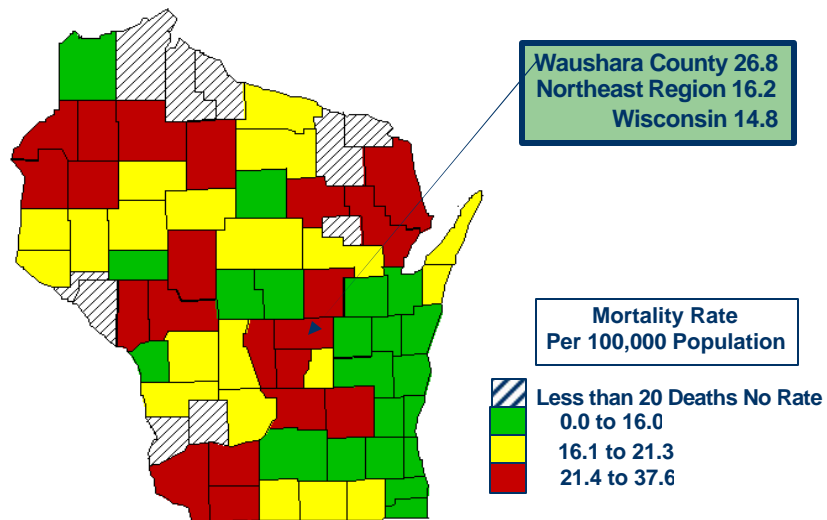 Waushara County 26.8
Northeast Region 16.2
Wisconsin 14.8
Mortality Rate
Per 100,000 Population
Less than 20 Deaths No Rate
0.0 to 16.0
16.1 to 21.3
21.4 to 37.6